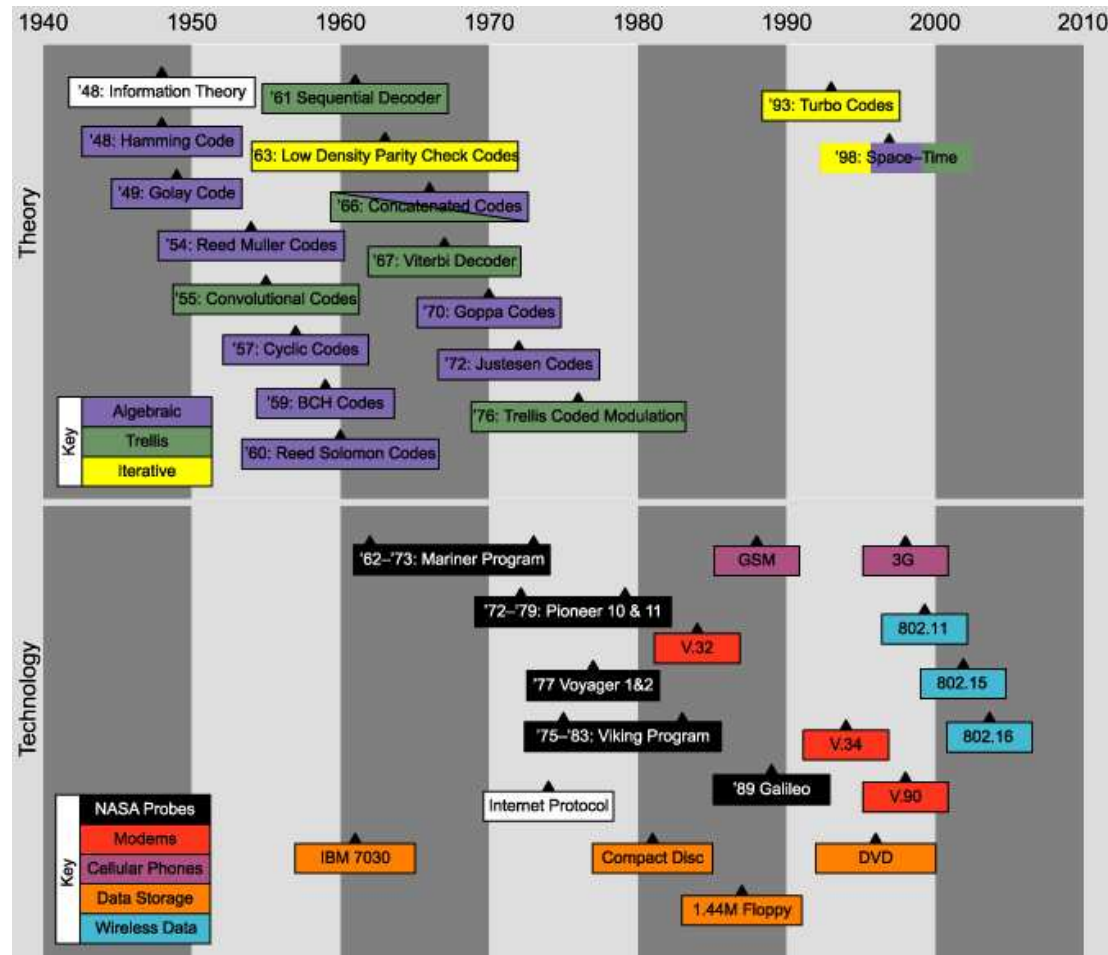 1940 1950 1960 1970 1980 1990 2000 2010
Theory
'48: Information Theory
'61 Sequential Decoder
'93: Turbo Codes
'48: Hamming Code
'63: Low Density Parity Check Codes
'98: Space–Time
'49: Golay Code
'66: Concatenated Codes
'54: Reed Muller Codes
'67: Viterbi Decoder
'55: Convolutional Codes
'70: Goppa Codes
'57: Cyclic Codes
'72: Justesen Codes
'59: BCH Codes
'76: Trellis Coded Modulation
'60: Reed Solomon Codes
Key
Algebraic
Trellis
Iterative
Technology
'62–'73: Mariner Program
GSM
3G
'72–'79: Pioneer 10 & 11
802.11
V.32
'77 Voyager 1&2
802.15
'75–'83: Viking Program
V.34
802.16
'89 Galileo
V.90
Internet Protocol
IBM 7030
Compact Disc
DVD
1.44M Floppy
Key
NASA Probes
Modems
Cellular Phones
Data Storage
Wireless Data